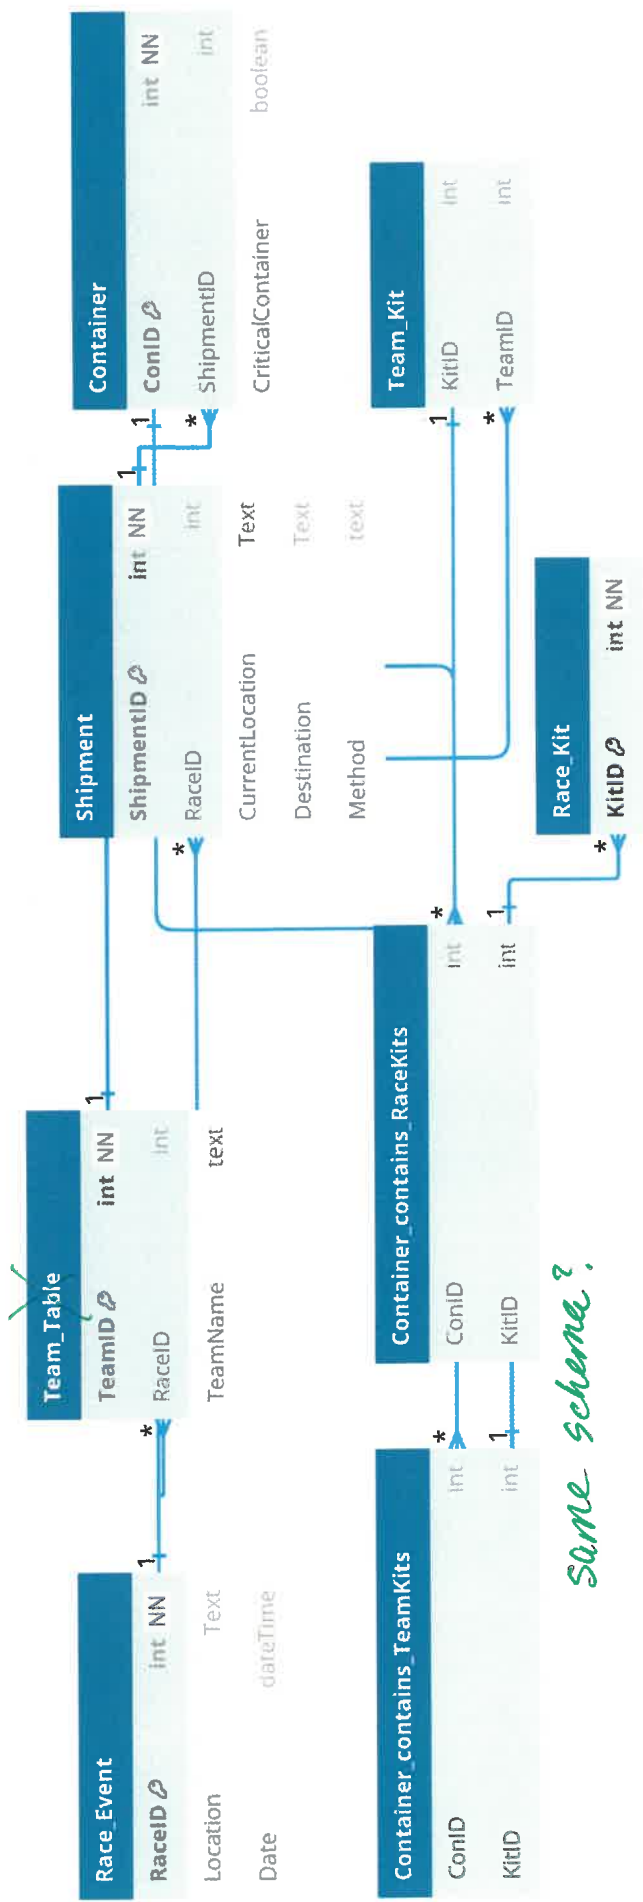 Race_Event
RaceID int NN
Location Text
Date dateTime
1
*
Team_Table
TeamID int NN
RaceID int
TeamName text
1
*
Shipment
ShipmentID int NN
RaceID int
CurrentLocation Text
Destination Text
Method text
1
1
*
Container
ConID int NN
ShipmentID int
CriticalContainer boolean
Container_contains_TeamKits
ConID int
KitID int
*
1
Container_contains_RaceKits
ConID int
KitID int
*
1
*
Race_Kit
KitID int NN
1
*
Team_Kit
KitID int
TeamID int
same schema?